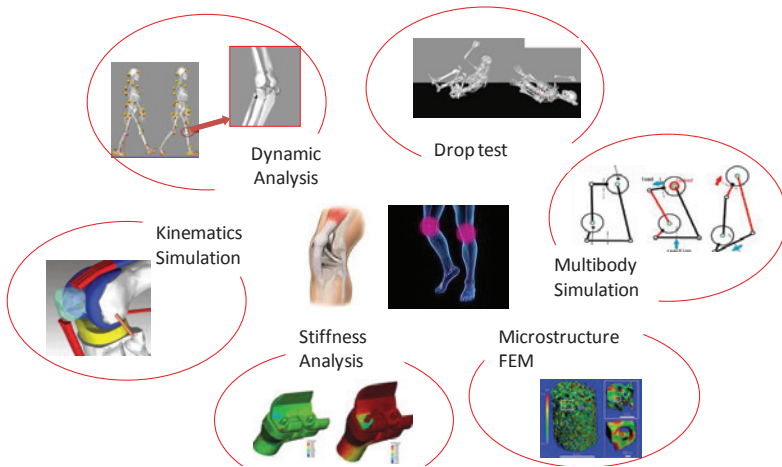 Dynamic
Analysis
Drop test
Kinematics
Simulation
Multibody
Simulation
Stiffness
Analysis
Microstructure
FEM